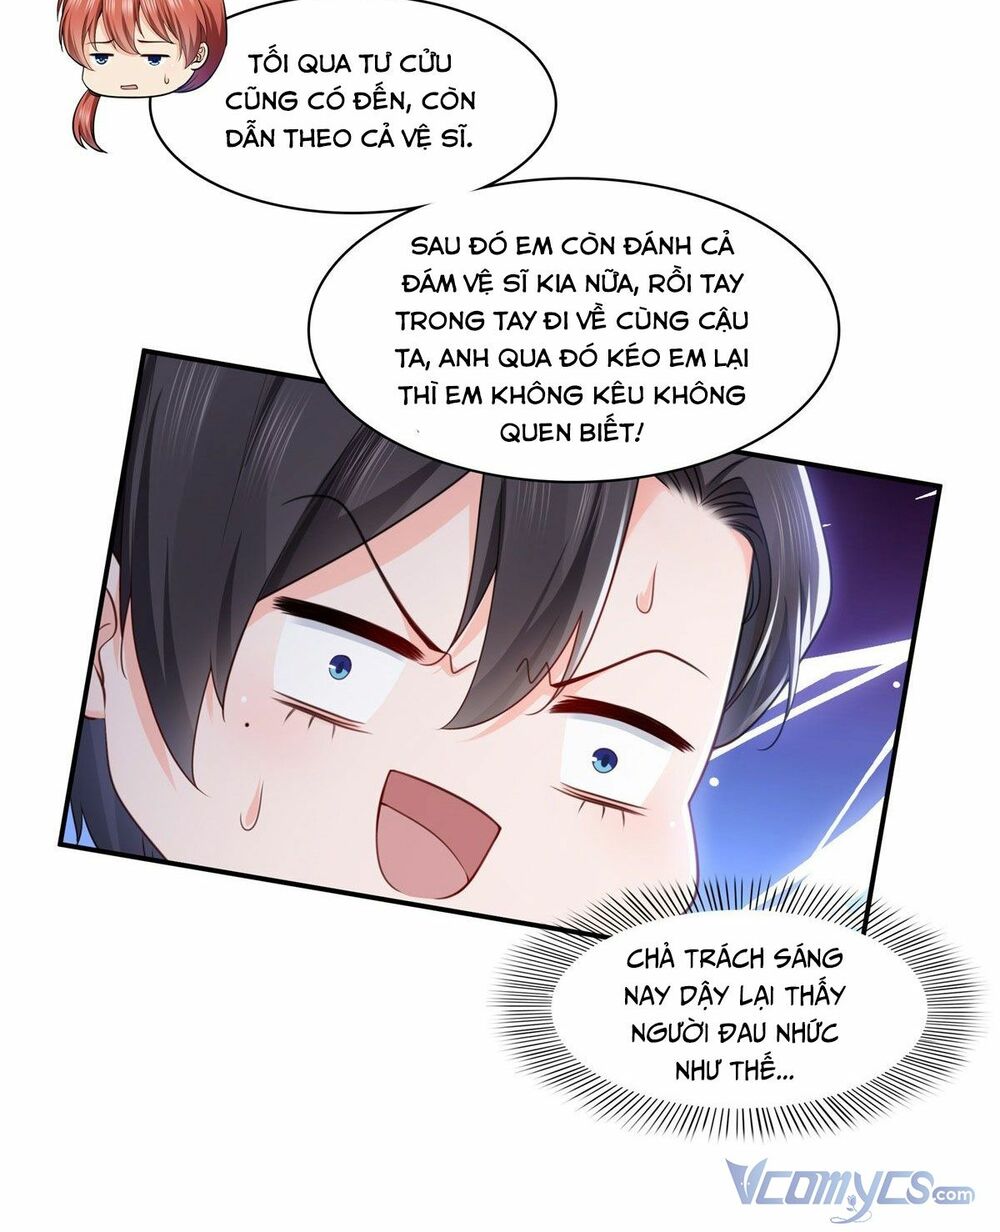 TỐI QUA TƯ CỬU
CŨNG CÓ ĐẾN, CÒN
DẪN THEO CẢ VỆ SĨ.
SAU ĐÓ EM CÒN ĐÁNH CẢ
ĐÁM VỆ SĨ KIA NỮA, RỒI TAY
TRONG TAY ĐI VỀ CÙNG CẬU
TA, ANH QUA ĐÓ KÉO EM LẠI
THÌ EM KHÔNG KÊU KHÔNG
QUEN BIẾT!
CHẢ TRÁCH SÁNG
NAY DẬY LẠI THẤY
NGƯỜI ĐAU NHỨC
NHƯ THẾ...
VCOMYCS.com